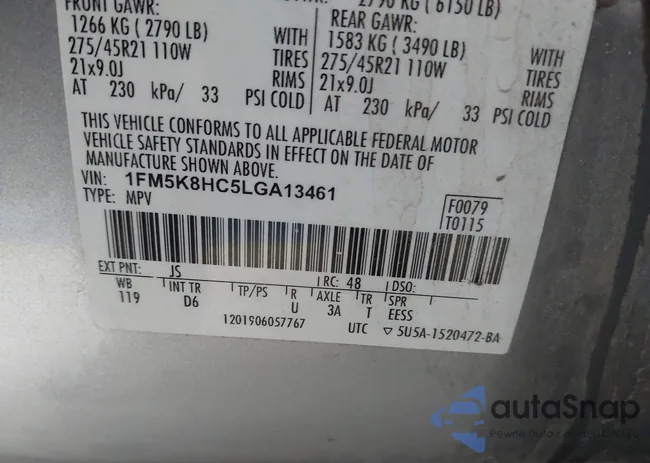 FRONT GAWR:
2790 KG ( 6150 LB)
1266 KG ( 2790 LB) WITH
275/45R21 110W TIRES
21x9.0J RIMS
AT 230 kPa/ 33 PSI COLD
REAR GAWR:
1583 KG ( 3490 LB) WITH
275/45R21 110W TIRES
21x9.0J RIMS
AT 230 kPa/ 33 PSI COLD
THIS VEHICLE CONFORMS TO ALL APPLICABLE FEDERAL MOTOR
VEHICLE SAFETY STANDARDS IN EFFECT ON THE DATE OF
MANUFACTURE SHOWN ABOVE.
VIN: 1FM5K8HC5LGA13461
TYPE: MPV
F0079
T0115
EXT PNT: JS RC: 48 DSO:
WB INT TR TP/PS R AXLE TR SPR
119 D6 U 3A T EESS
1201906057767 UTC ▽ 5U5A-1520472-BA
autoSnap